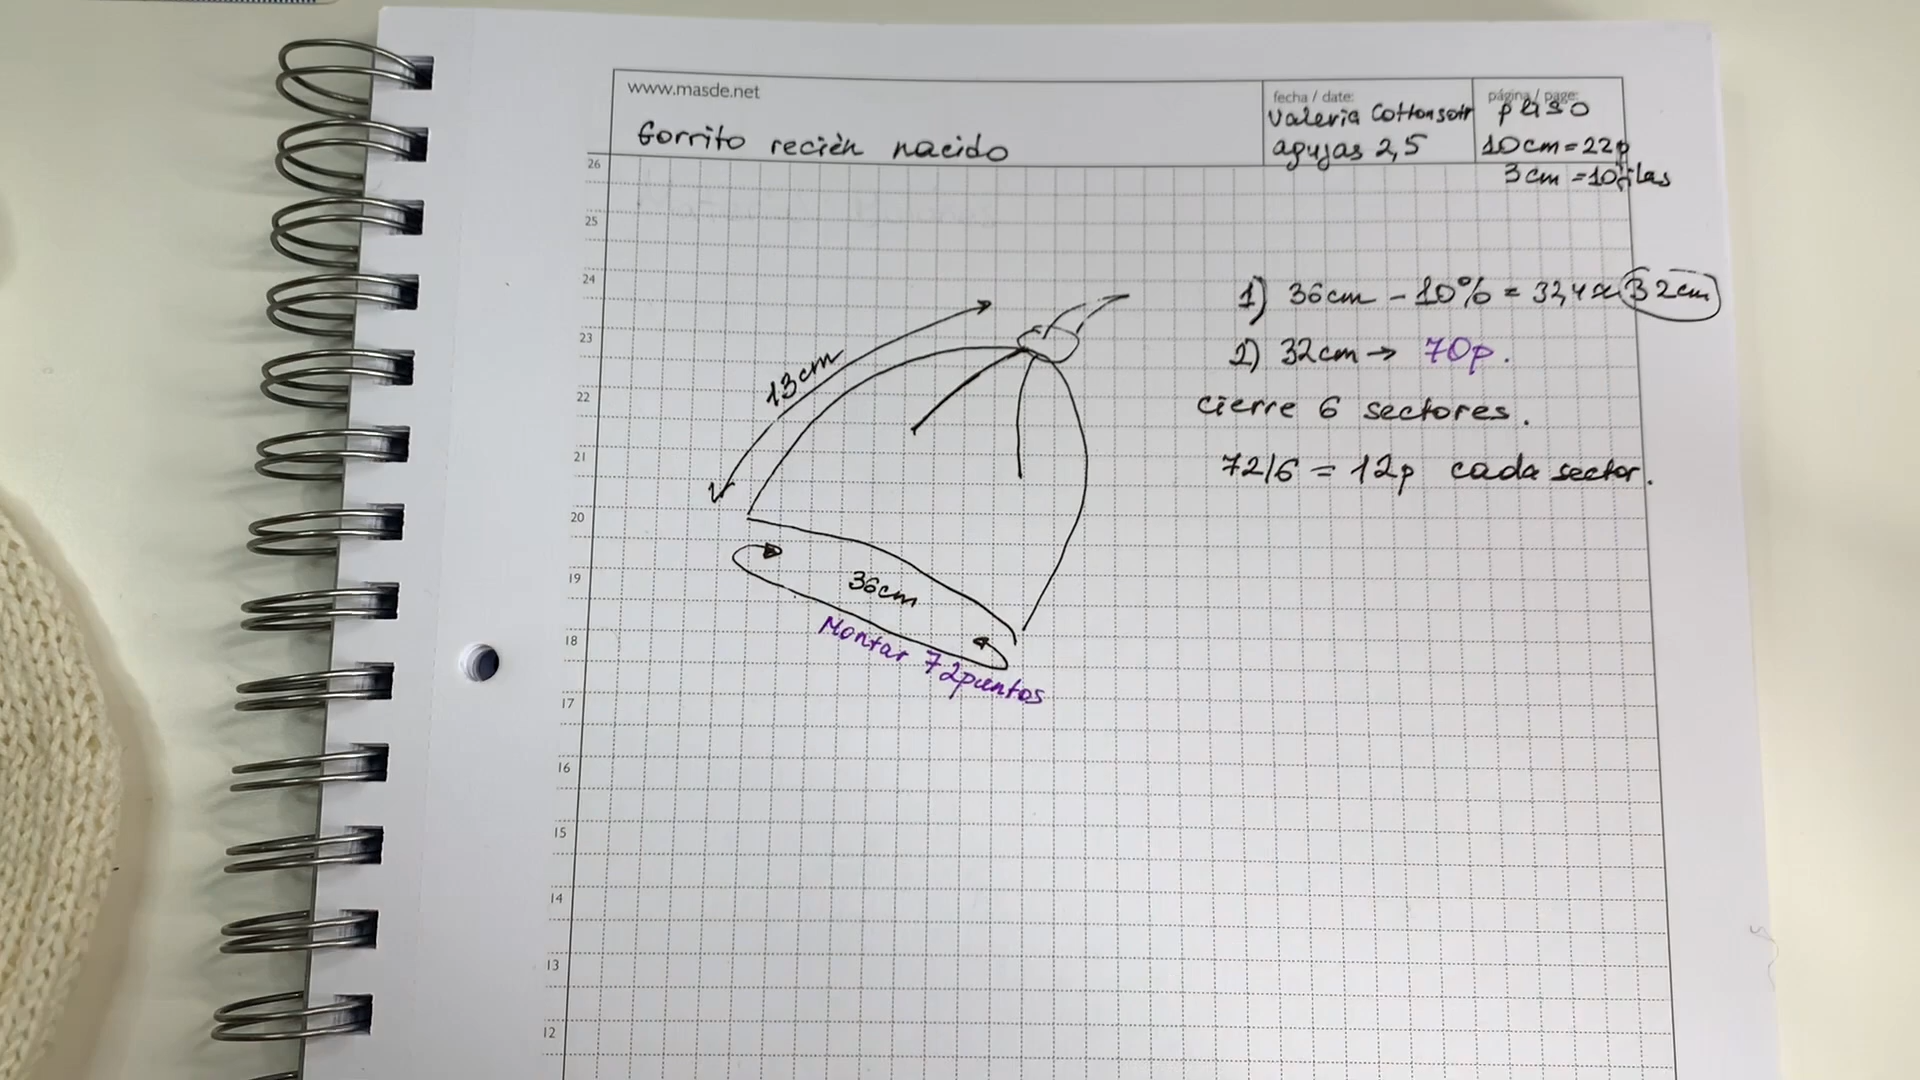 www.masde.net
Gorrito recièn nacido
fecha / date:
Valeria Cottonsoft
agujas 2,5
página / page:
pliso
10cm=22p
3cm =10filas
26
25
24
23
22
21
20
19
18
17
16
15
14
13
12
13cm
36cm
Montar 72puntos
1) 36cm - 10% = 32,4 ≈ 32cm
2) 32cm → 70p.
cierre 6 sectores.
72/6 = 12p cada sector.